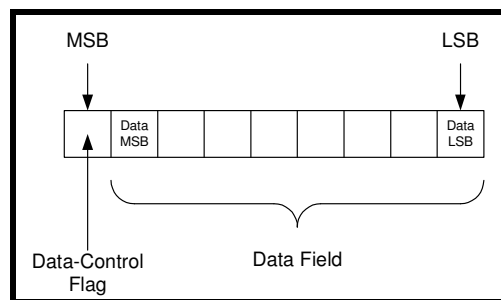 MSB
LSB
Data
MSB
Data
LSB
Data-Control
Flag
Data Field